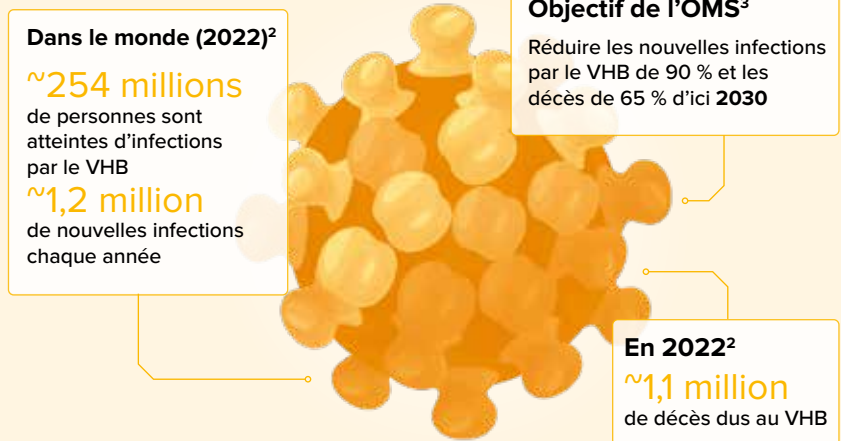 Dans le monde (2022)²
~254 millions
de personnes sont
atteintes d’infections
par le VHB
~1,2 million
de nouvelles infections
chaque année
Objectif de l’OMS³
Réduire les nouvelles infections
par le VHB de 90 % et les
décès de 65 % d’ici 2030
En 2022²
~1,1 million
de décès dus au VHB